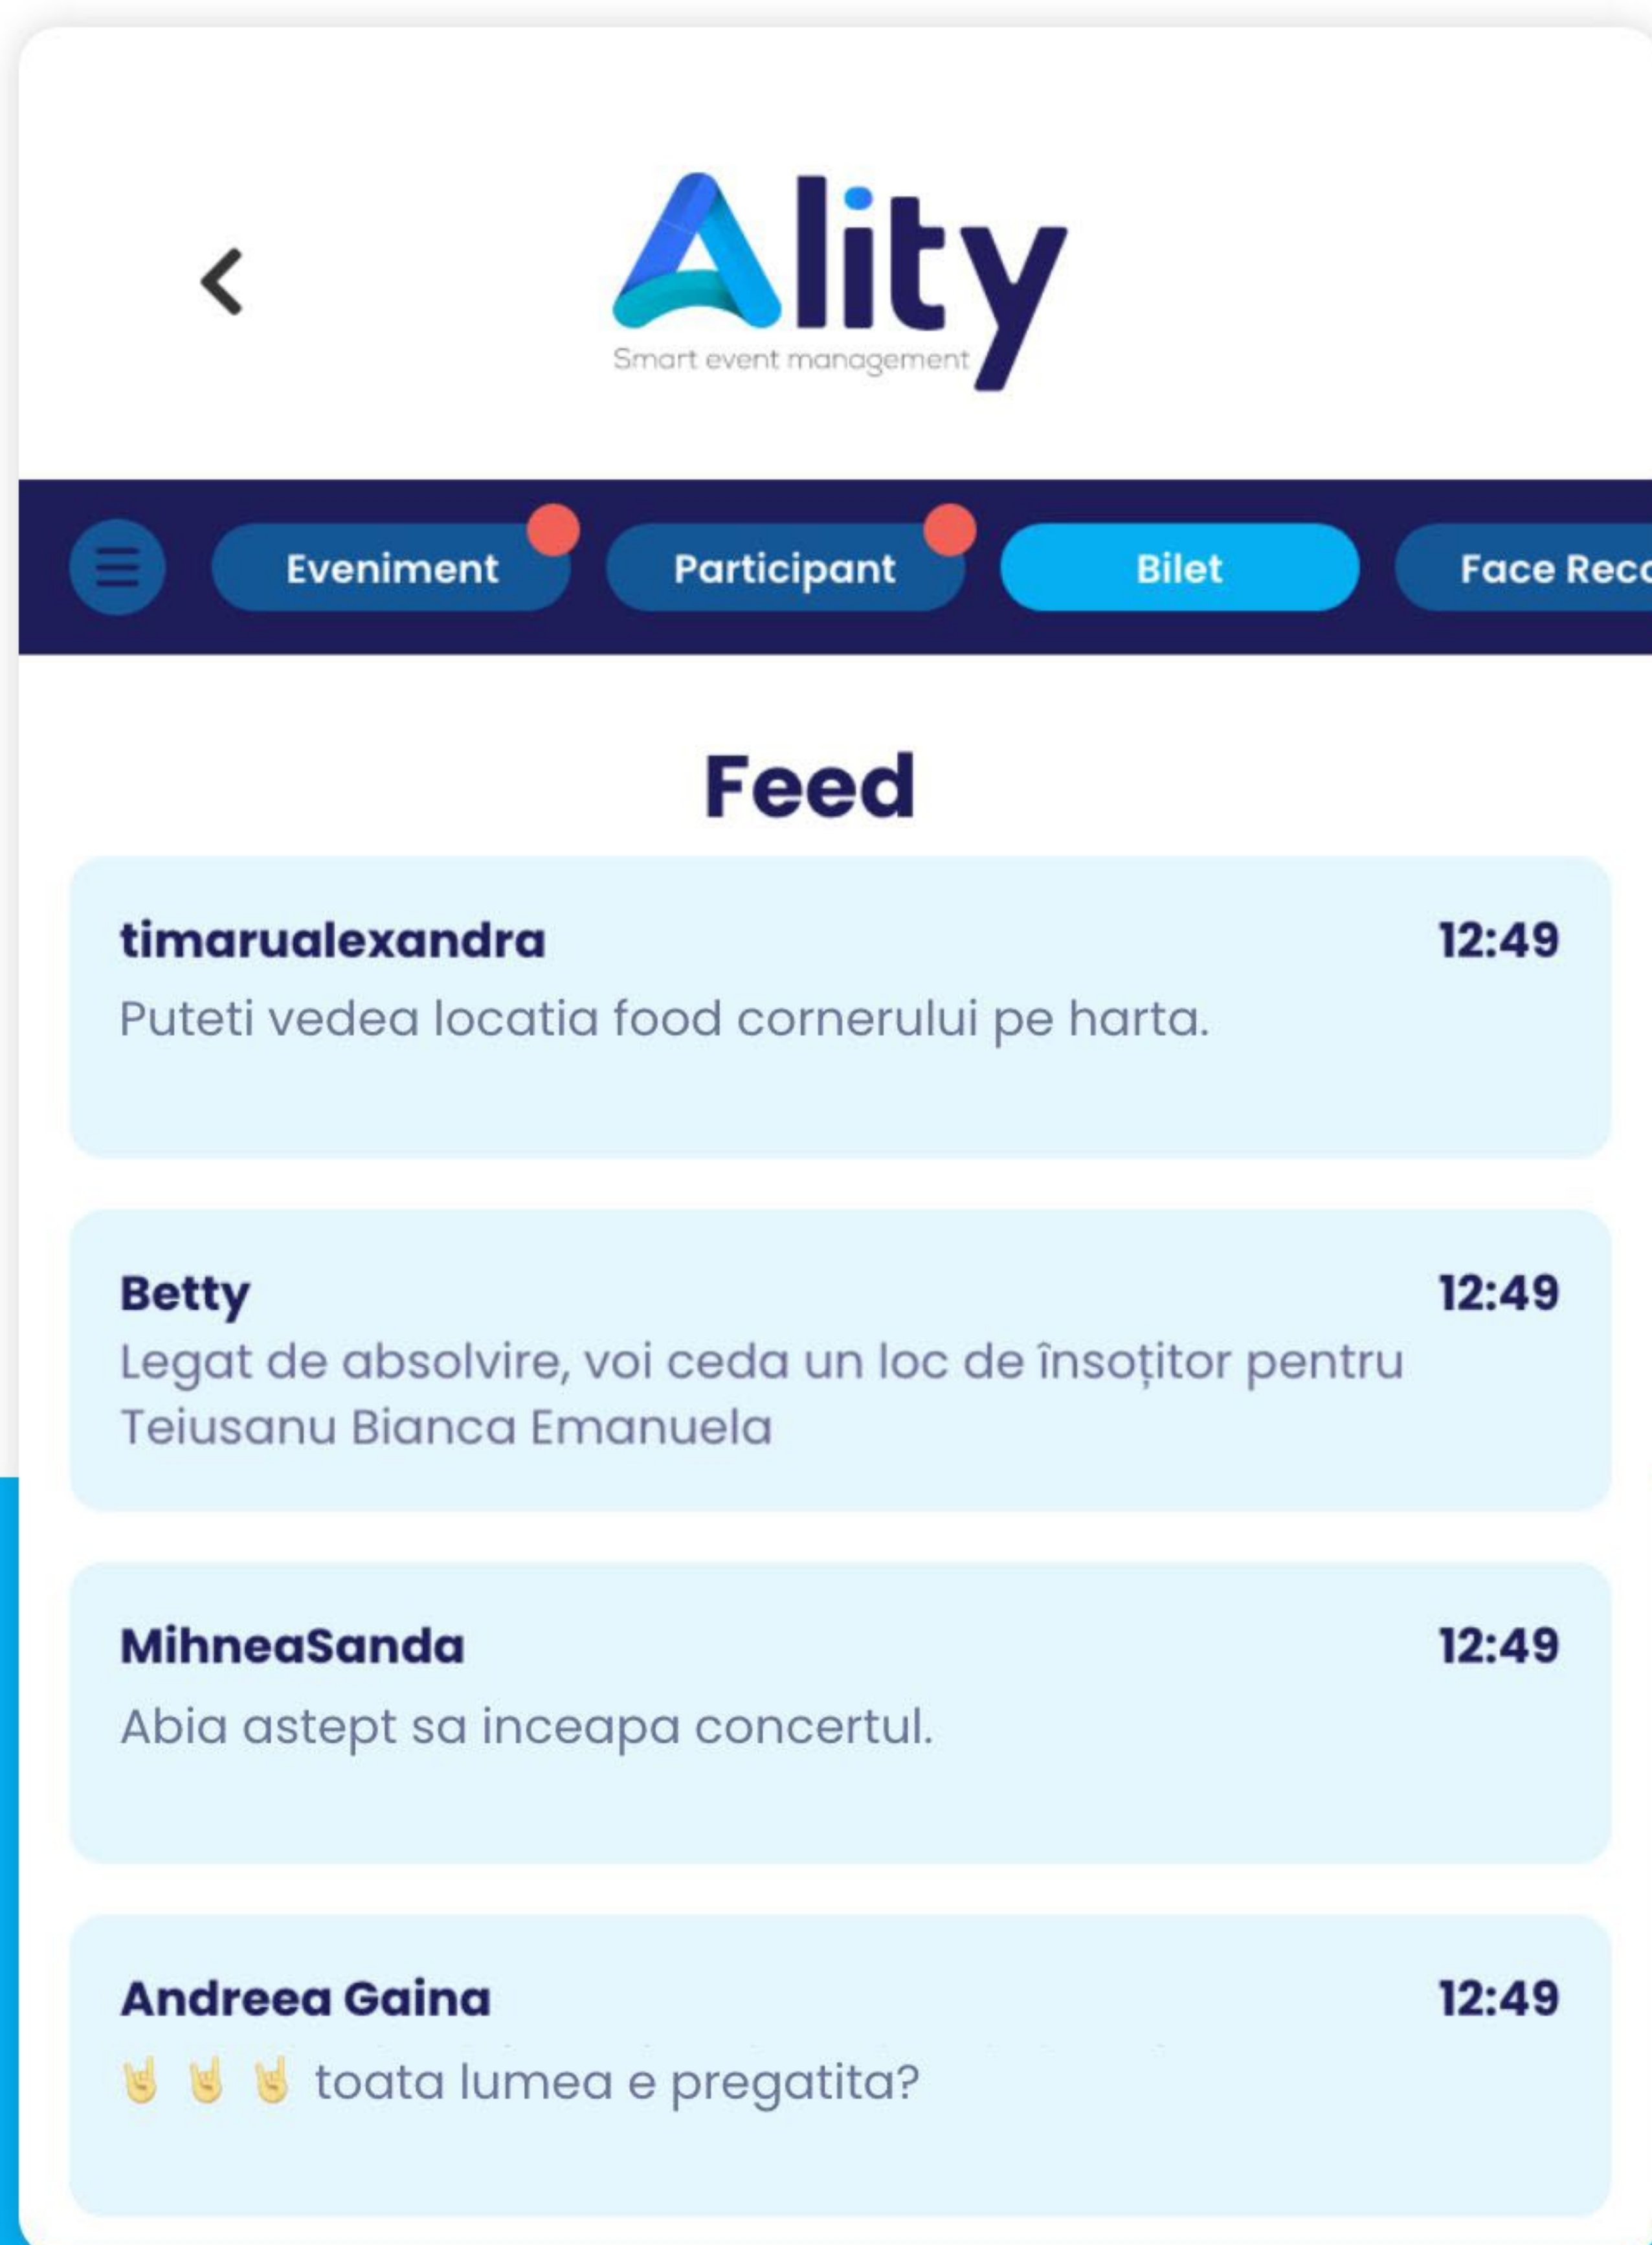 Ality
Smart event management
Eveniment
Participant
Bilet
Face Reco
Feed
timarualexandra
12:49
Puteti vedea locatia food cornerului pe harta.
Betty
12:49
Legat de absolvire, voi ceda un loc de însoțitor pentru
Teiusanu Bianca Emanuela
MihneaSanda
12:49
Abia astept sa inceapa concertul.
Andreea Gaina
12:49
🤘 🤘 🤘 toata lumea e pregatita?